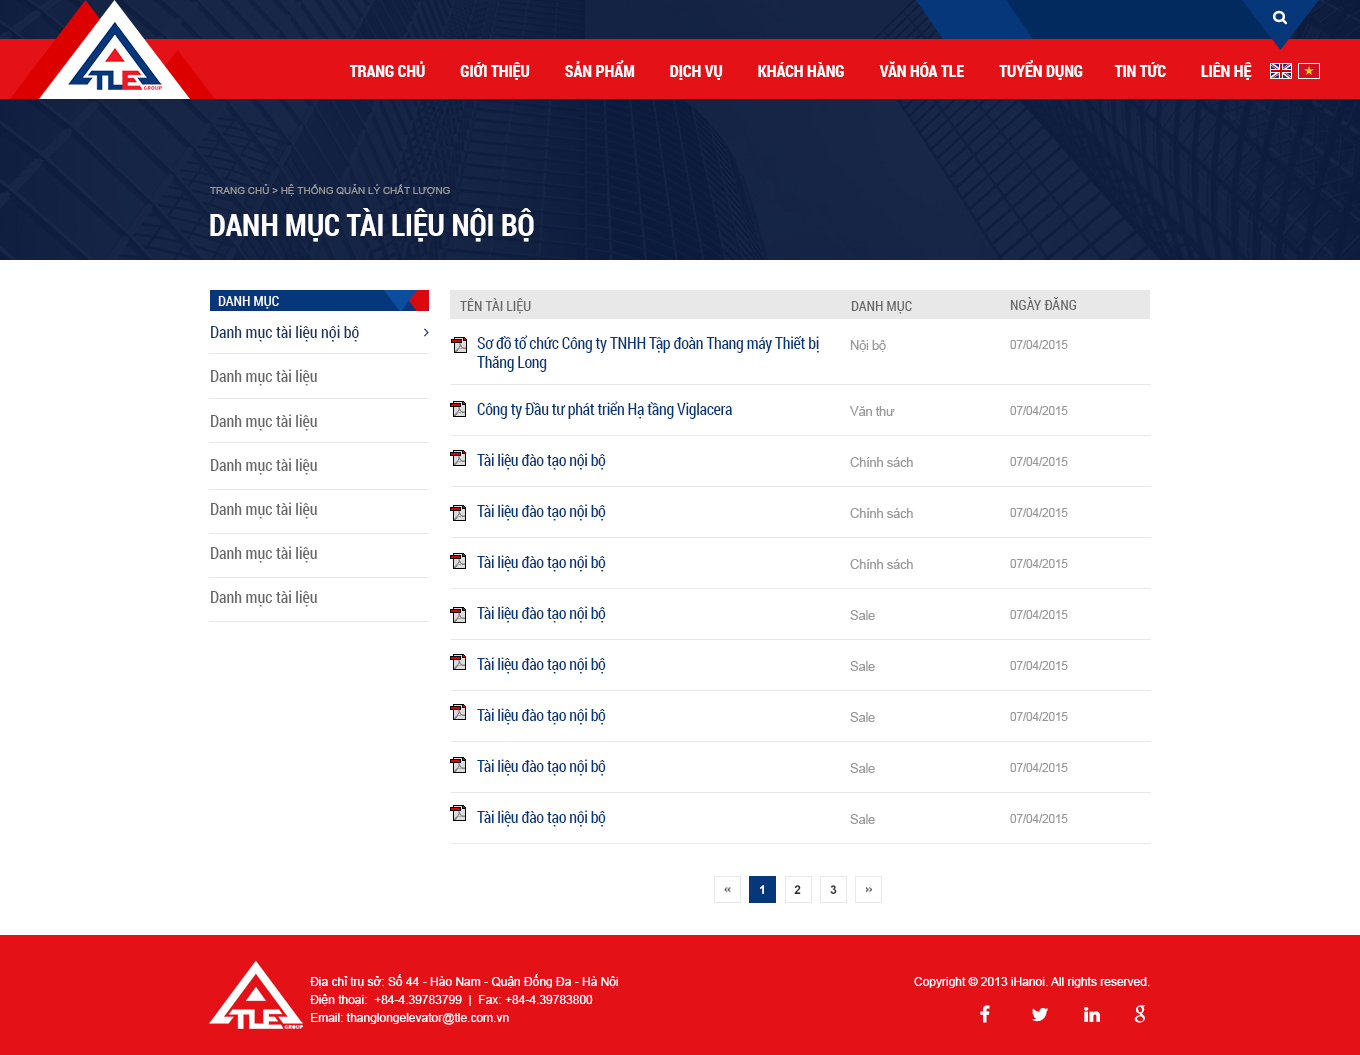 TLE GROUP
TRANG CHỦ GIỚI THIỆU SẢN PHẨM DỊCH VỤ KHÁCH HÀNG VĂN HÓA TLE TUYỂN DỤNG TIN TỨC LIÊN HỆ
TRANG CHỦ > HỆ THỐNG QUẢN LÝ CHẤT LƯỢNG
DANH MỤC TÀI LIỆU NỘI BỘ
DANH MỤC
Danh mục tài liệu nội bộ >
Danh mục tài liệu
Danh mục tài liệu
Danh mục tài liệu
Danh mục tài liệu
Danh mục tài liệu
Danh mục tài liệu
TÊN TÀI LIỆU DANH MỤC NGÀY ĐĂNG
Sơ đồ tổ chức Công ty TNHH Tập đoàn Thang máy Thiết bị Nội bộ 07/04/2015
Thăng Long
Công ty Đầu tư phát triển Hạ tầng Viglacera Văn thư 07/04/2015
Tài liệu đào tạo nội bộ Chính sách 07/04/2015
Tài liệu đào tạo nội bộ Chính sách 07/04/2015
Tài liệu đào tạo nội bộ Chính sách 07/04/2015
Tài liệu đào tạo nội bộ Sale 07/04/2015
Tài liệu đào tạo nội bộ Sale 07/04/2015
Tài liệu đào tạo nội bộ Sale 07/04/2015
Tài liệu đào tạo nội bộ Sale 07/04/2015
Tài liệu đào tạo nội bộ Sale 07/04/2015
« 1 2 3 »
TLE GROUP
Địa chỉ trụ sở: Số 44 - Hào Nam - Quận Đống Đa - Hà Nội
Điện thoại: +84-4.39783799 | Fax: +84-4.39783800
Email: thanglongelevator@tle.com.vn
Copyright © 2013 iHanoi. All rights reserved.